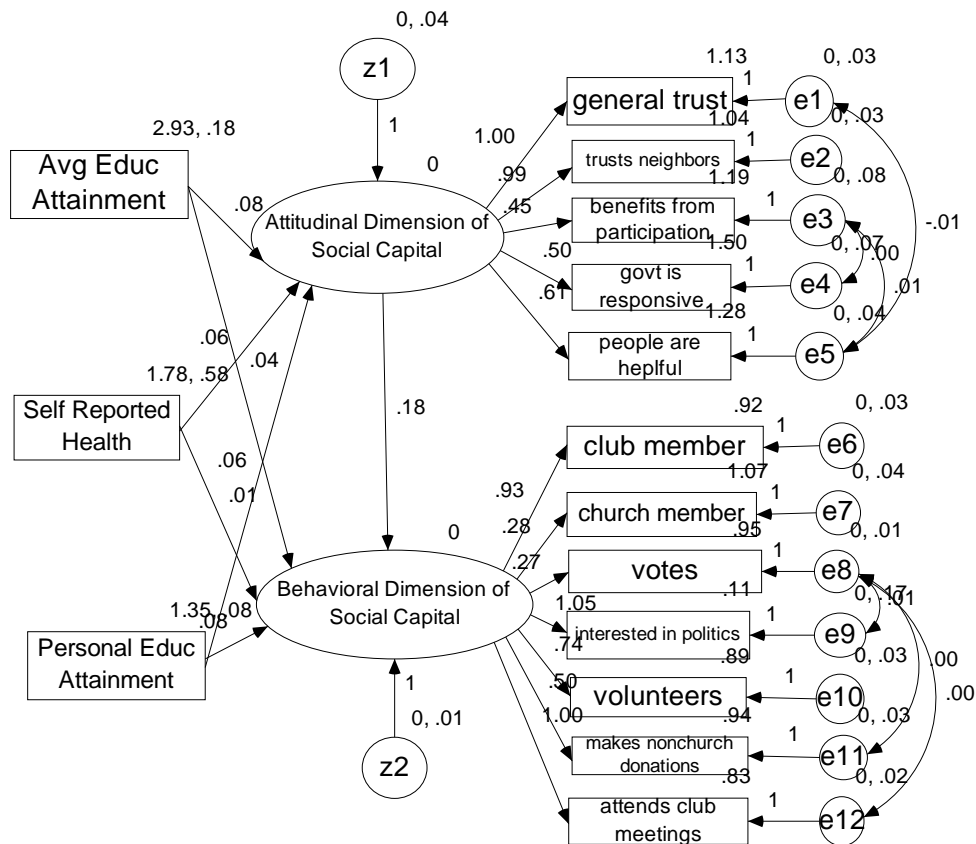 0, .04
z1
1
2.93, .18
Avg Educ
Attainment
.08
0
Attitudinal Dimension of
Social Capital
1.00
.99
.45
.50
.61
1.13
general trust
1
0, .03
e1
1.04
trusts neighbors
1
0, .03
e2
1.19
benefits from
participation
1
0, .08
e3
1.50
govt is
responsive
1
0, .07
e4
1.28
people are
heplful
1
0, .04
e5
-.01
.00
.01
.06
.04
1.78, .58
Self Reported
Health
.18
.06
.01
0
Behavioral Dimension of
Social Capital
1.35, .08
.08
Personal Educ
Attainment
1
0, .01
z2
.93
.28
.27
1.05
.74
.50
1.00
.92
club member
1
0, .03
e6
1.07
church member
1
0, .04
e7
.95
votes
1
0, .01
e8
.11
interested in politics
1
0, .17
e9
.01
.89
volunteers
1
0, .03
e10
.94
makes nonchurch
donations
1
0, .03
e11
.83
attends club
meetings
1
0, .02
e12
.00
.00